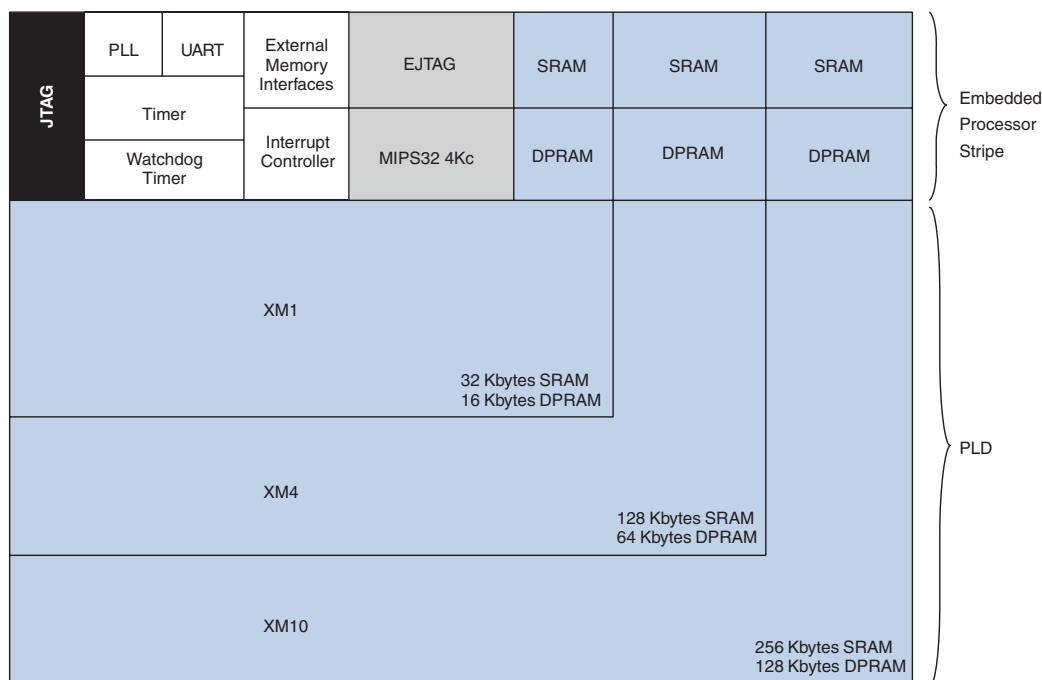 JTAG
PLL
UART
External
Memory
Interfaces
EJTAG
SRAM
SRAM
SRAM
Timer
Watchdog
Timer
Interrupt
Controller
MIPS32 4Kc
DPRAM
DPRAM
DPRAM
Embedded
Processor
Stripe
XM1
32 Kbytes SRAM
16 Kbytes DPRAM
PLD
XM4
128 Kbytes SRAM
64 Kbytes DPRAM
XM10
256 Kbytes SRAM
128 Kbytes DPRAM